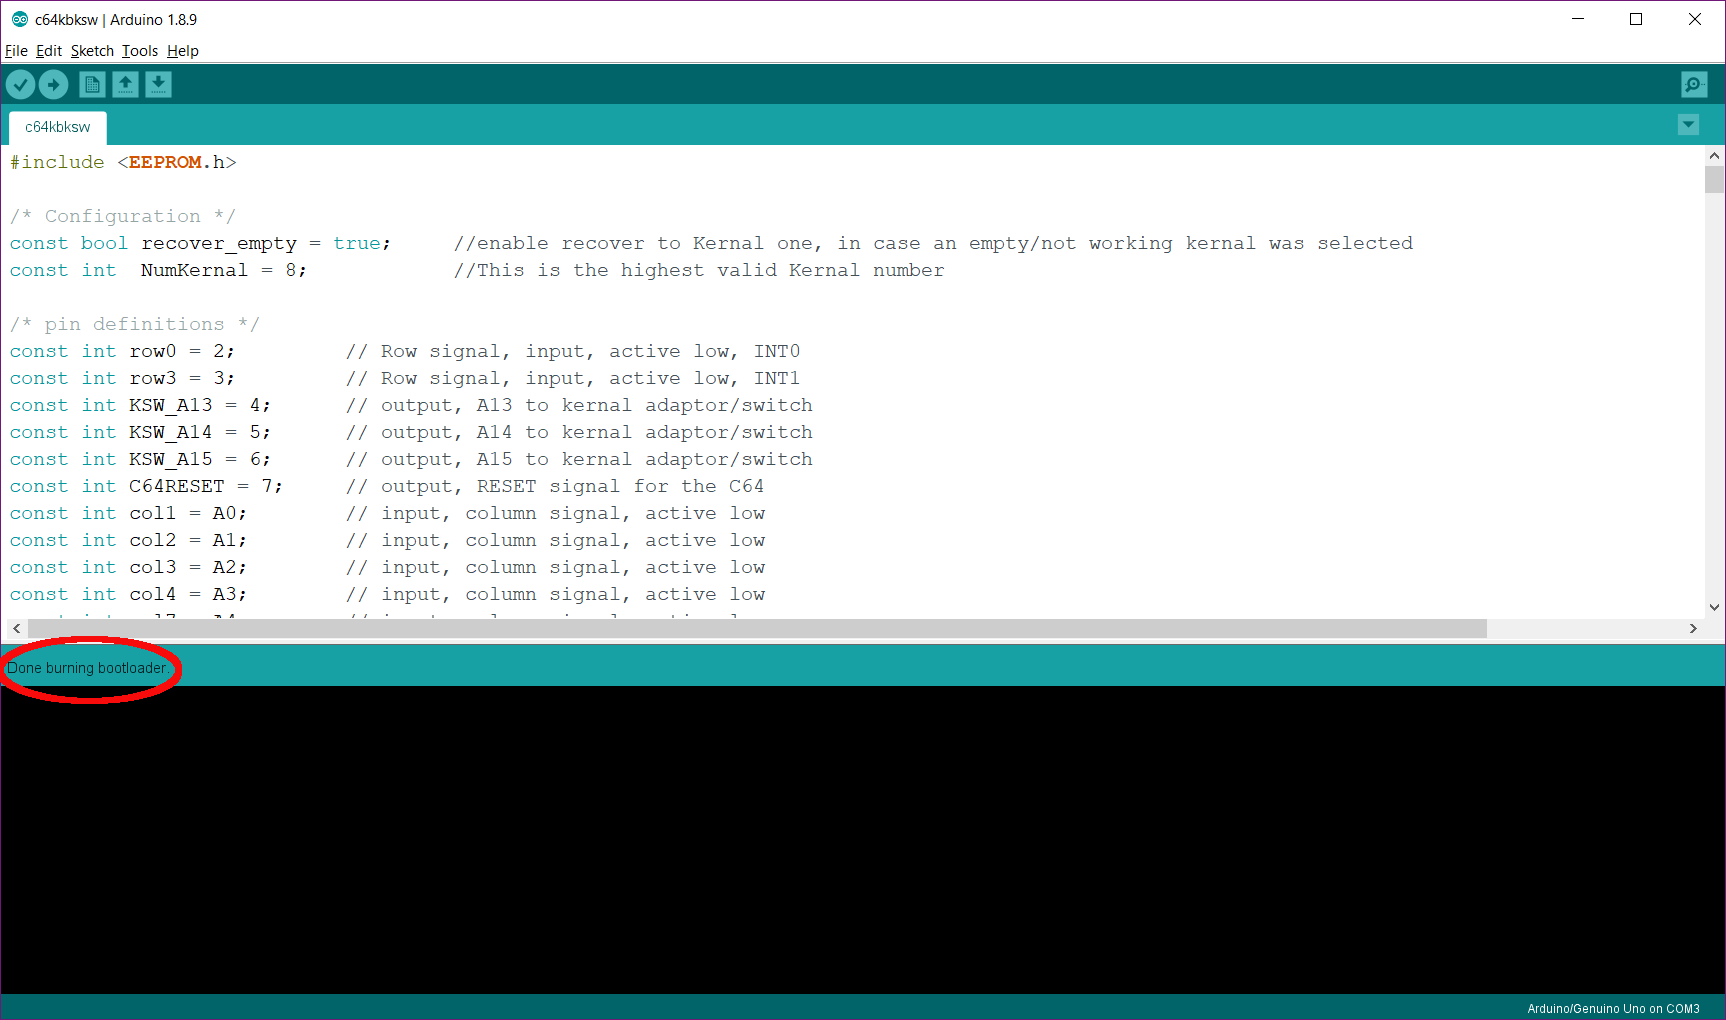 c64kbksw | Arduino 1.8.9
File Edit Sketch Tools Help
c64kbksw
#include <EEPROM.h>
/* Configuration */
const bool recover_empty = true; //enable recover to Kernal one, in case an empty/not working kernal was selected
const int NumKernal = 8; //This is the highest valid Kernal number
/* pin definitions */
const int row0 = 2; // Row signal, input, active low, INT0
const int row3 = 3; // Row signal, input, active low, INT1
const int KSW_A13 = 4; // output, A13 to kernal adaptor/switch
const int KSW_A14 = 5; // output, A14 to kernal adaptor/switch
const int KSW_A15 = 6; // output, A15 to kernal adaptor/switch
const int C64RESET = 7; // output, RESET signal for the C64
const int col1 = A0; // input, column signal, active low
const int col2 = A1; // input, column signal, active low
const int col3 = A2; // input, column signal, active low
const int col4 = A3; // input, column signal, active low
Done burning bootloader.
Arduino/Genuino Uno on COM3